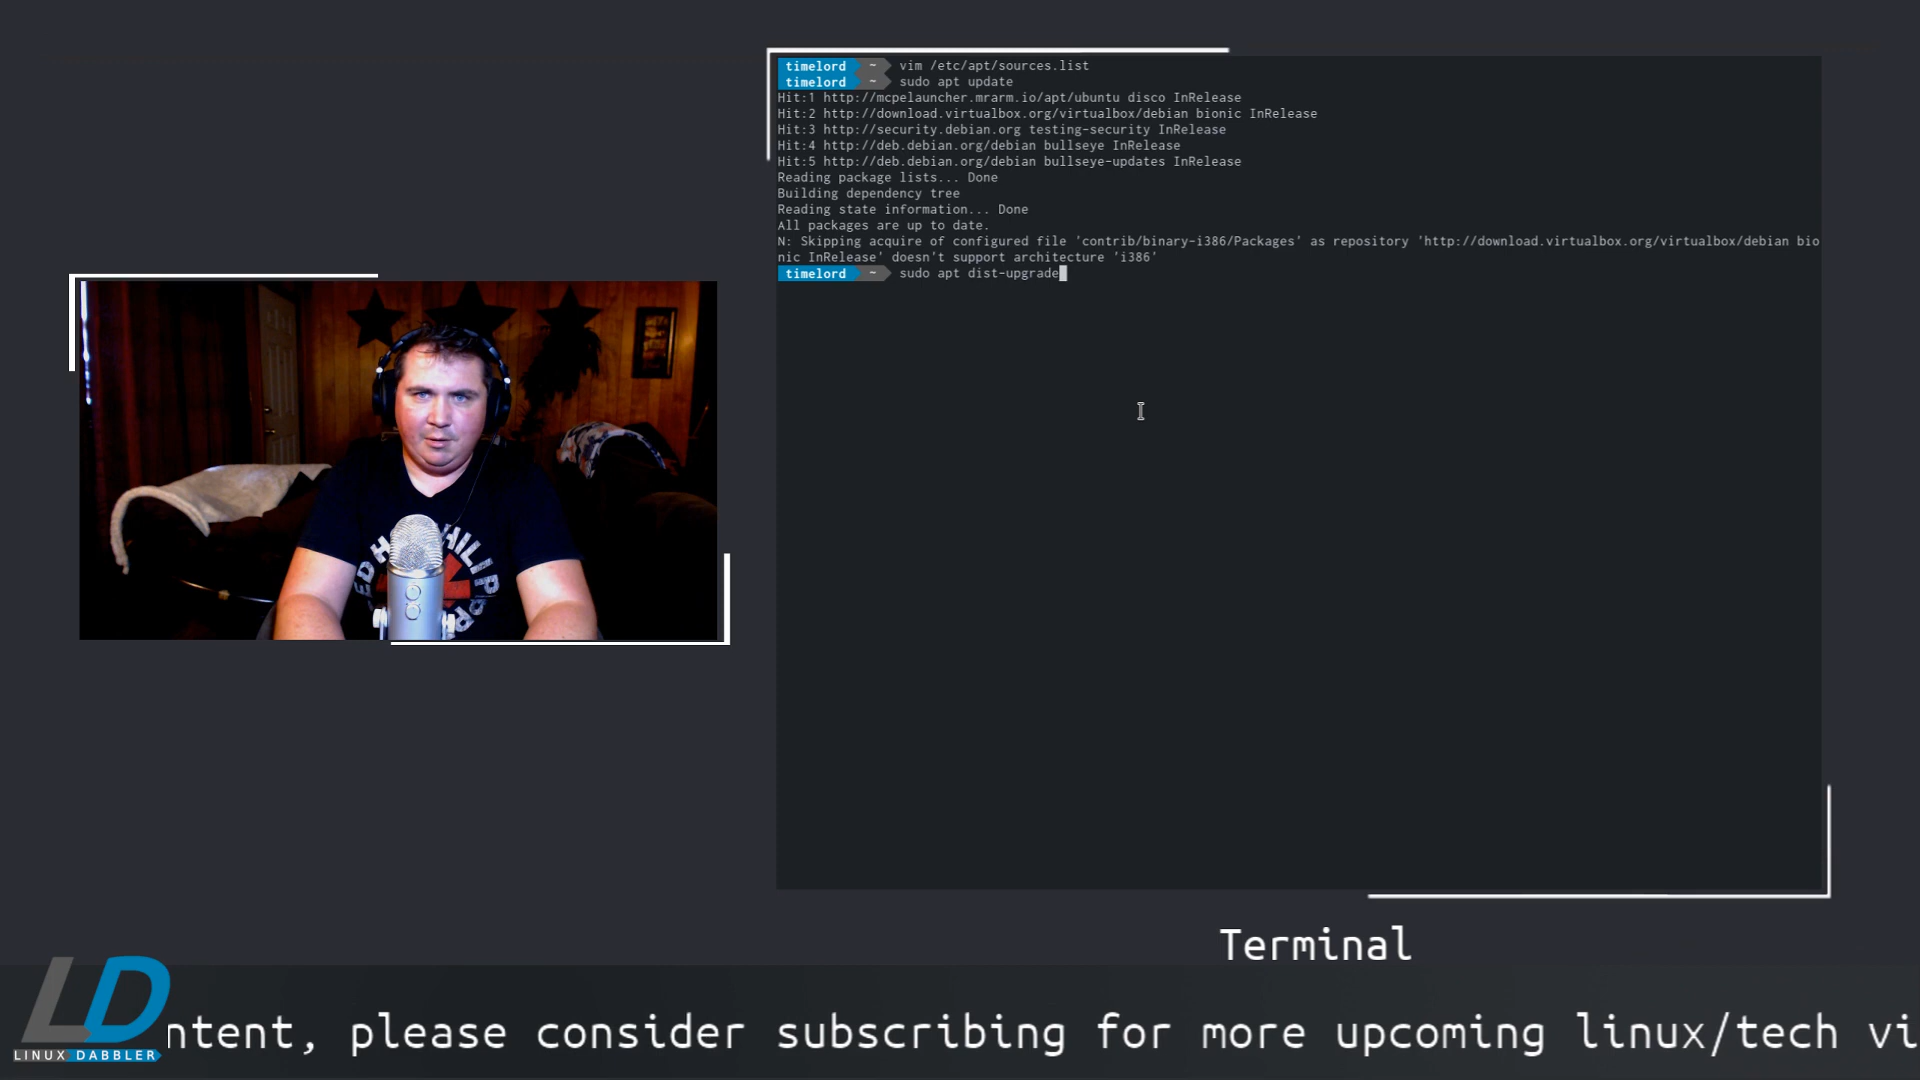 timelord ~ vim /etc/apt/sources.list
timelord ~ sudo apt update
Hit:1 http://mcpelauncher.mrarm.io/apt/ubuntu disco InRelease
Hit:2 http://download.virtualbox.org/virtualbox/debian bionic InRelease
Hit:3 http://security.debian.org testing-security InRelease
Hit:4 http://deb.debian.org/debian bullseye InRelease
Hit:5 http://deb.debian.org/debian bullseye-updates InRelease
Reading package lists... Done
Building dependency tree
Reading state information... Done
All packages are up to date.
N: Skipping acquire of configured file 'contrib/binary-i386/Packages' as repository 'http://download.virtualbox.org/virtualbox/debian bio
nic InRelease' doesn't support architecture 'i386'
timelord ~ sudo apt dist-upgrade
Terminal
LD
LINUX DABBLER
ntent, please consider subscribing for more upcoming linux/tech vi